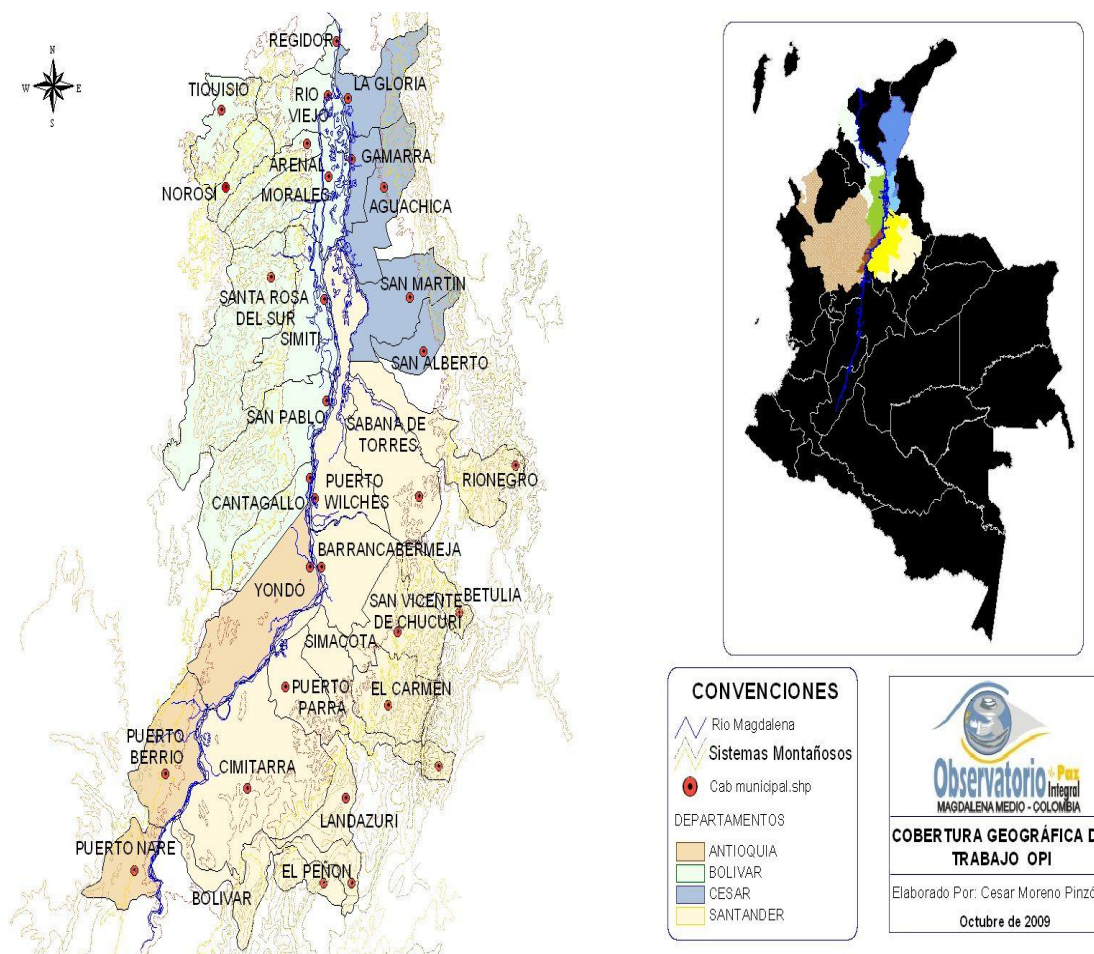 N
W
E
S
REGIDOR
TIQUISIO
RIO
VIEJO
LA GLORIA
GAMARRA
ARENAL
NOROSI
MORALES
AGUACHICA
SAN MARTIN
SANTA ROSA
DEL SUR
SIMITI
SAN ALBERTO
SAN PABLO
SABANA DE
TORRES
RIONEGRO
CANTAGALLO
PUERTO
WILCHES
BARRANCABERMEJA
YONDÓ
SAN VICENTE
DE CHUCURI
BETULIA
SIMACOTA
PUERTO
PARRA
EL CARMEN
PUERTO
BERRIO
CIMITARRA
LANDAZURI
PUERTO NARE
EL PEÑON
BOLIVAR
CONVENCIONES
Rio Magdalena
Sistemas Montañosos
Cab municipal.shp
DEPARTAMENTOS
ANTIOQUIA
BOLIVAR
CESAR
SANTANDER
Observatorio Paz
Integral
MAGDALENA MEDIO - COLOMBIA
COBERTURA GEOGRÁFICA D
TRABAJO OPI
Elaborado Por: Cesar Moreno Pinzó
Octubre de 2009